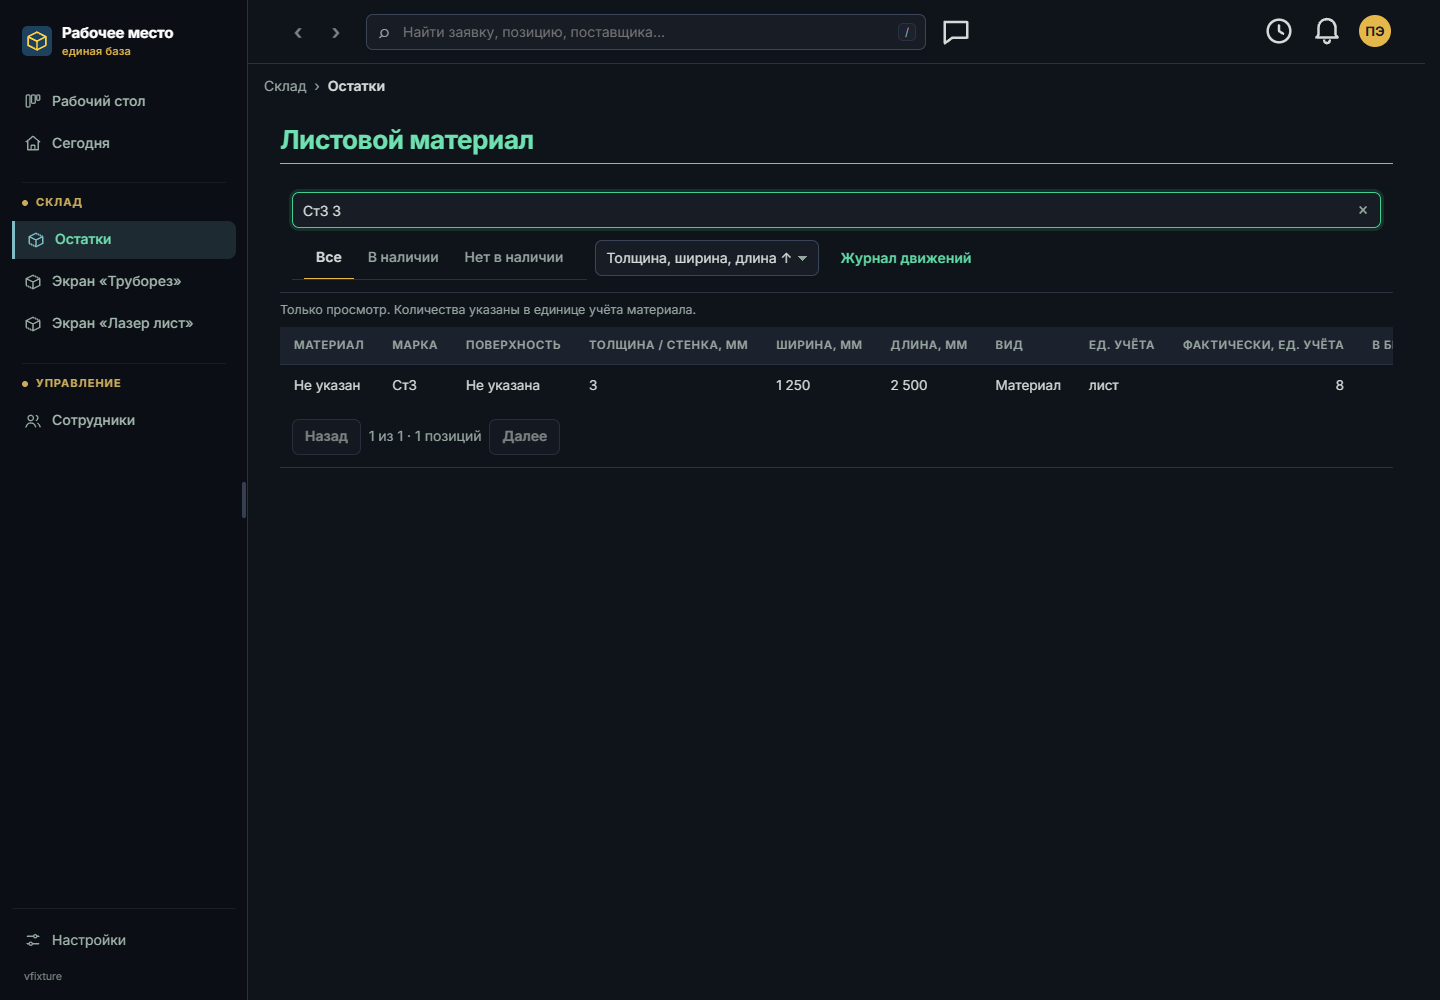 Рабочее место
единая база
Рабочий стол
Сегодня
СКЛАД
Остатки
Экран «Труборез»
Экран «Лазер лист»
УПРАВЛЕНИЕ
Сотрудники
Настройки
vfixture
Найти заявку, позицию, поставщика...
/
ПЭ
Склад › Остатки
Листовой материал
Ст3 3
Все В наличии Нет в наличии Толщина, ширина, длина ↑ Журнал движений
Только просмотр. Количества указаны в единице учёта материала.
МАТЕРИАЛ МАРКА ПОВЕРХНОСТЬ ТОЛЩИНА / СТЕНКА, ММ ШИРИНА, ММ ДЛИНА, ММ ВИД ЕД. УЧЁТА ФАКТИЧЕСКИ, ЕД. УЧЁТА В
Не указан Ст3 Не указана 3 1 250 2 500 Материал лист 8
Назад 1 из 1 · 1 позиций Далее